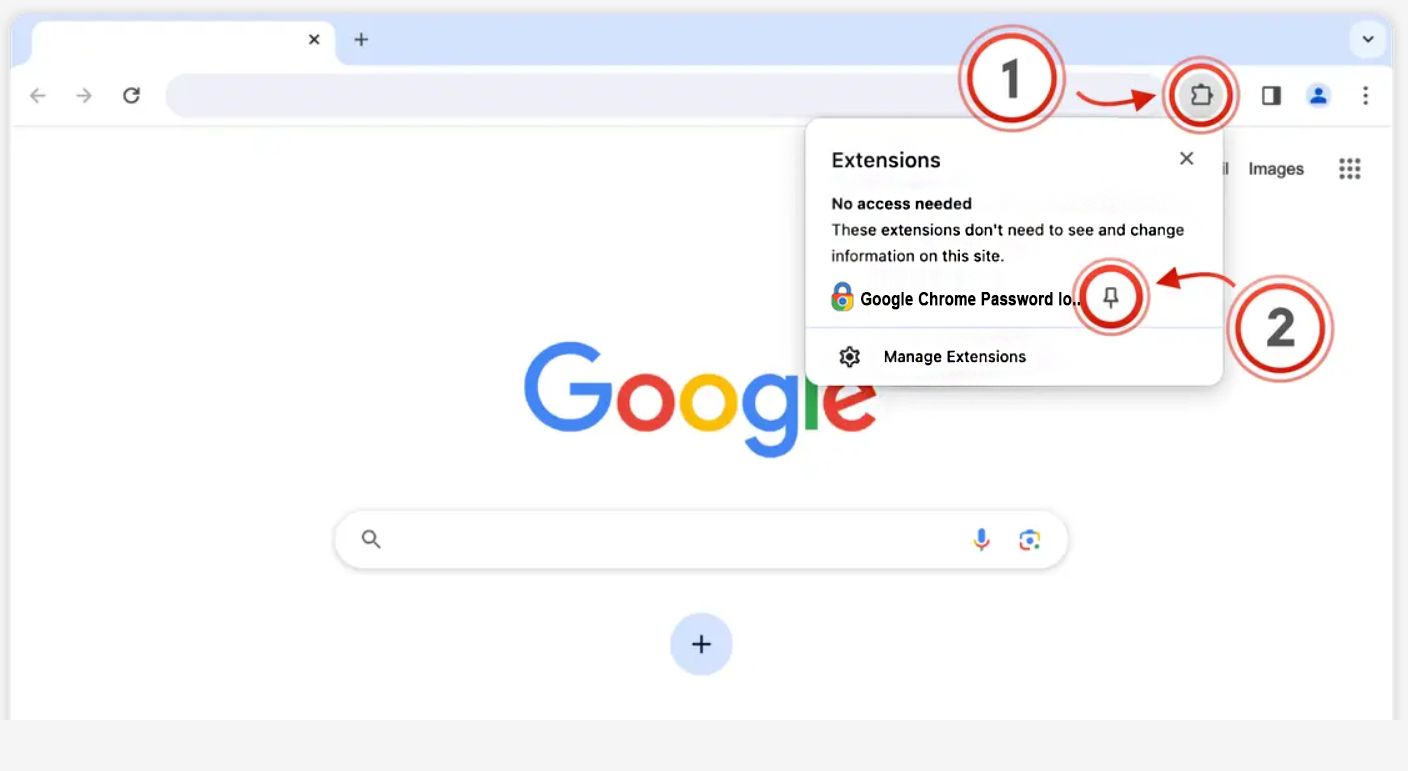 1
Extensions
il Images
No access needed
These extensions don't need to see and change
information on this site.
Google Chrome Password lo..
2
Manage Extensions
Google